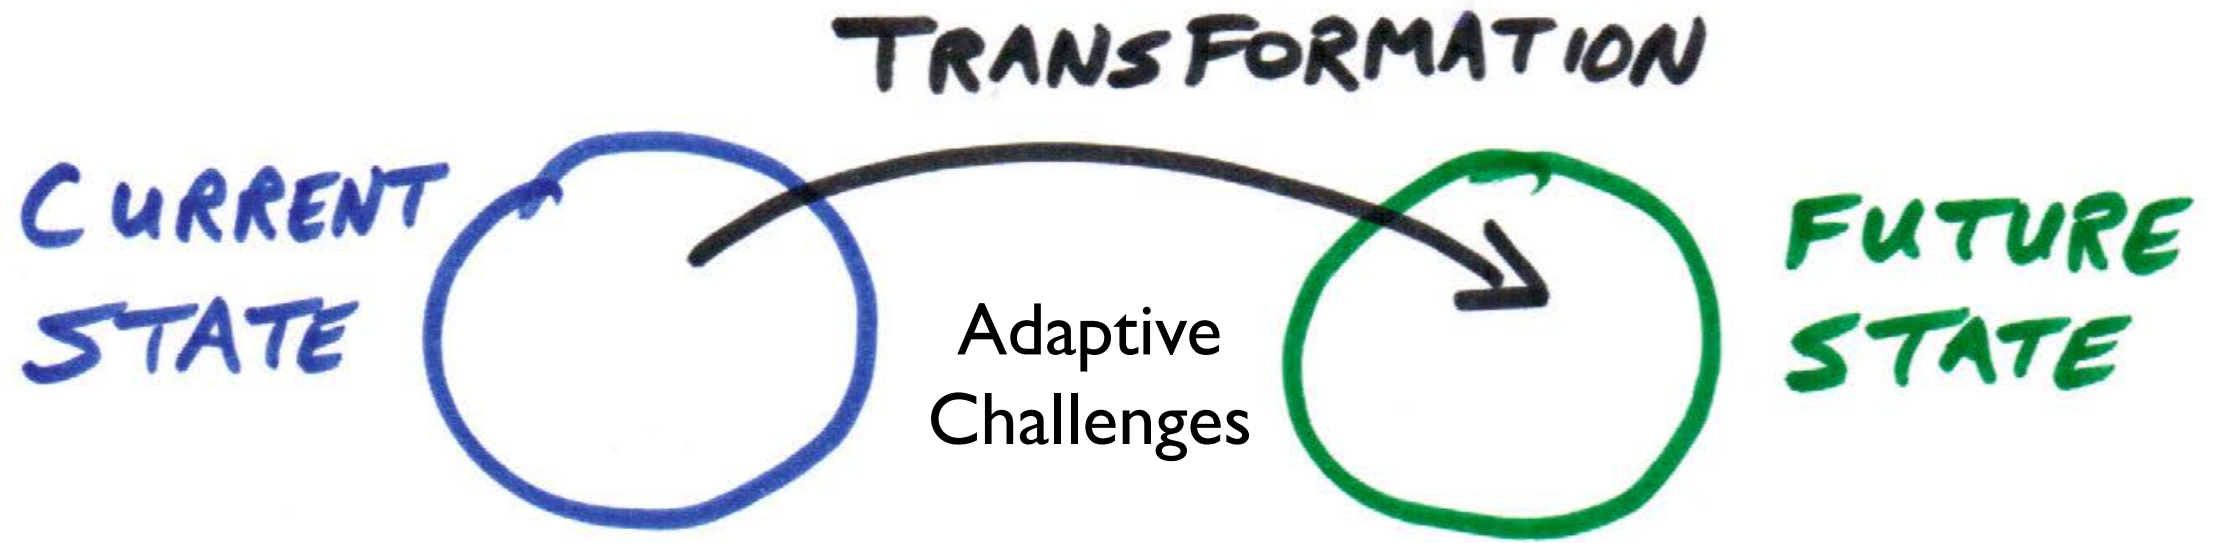 TRANSFORMATION
CURRENT
STATE
Adaptive
Challenges
FUTURE
STATE